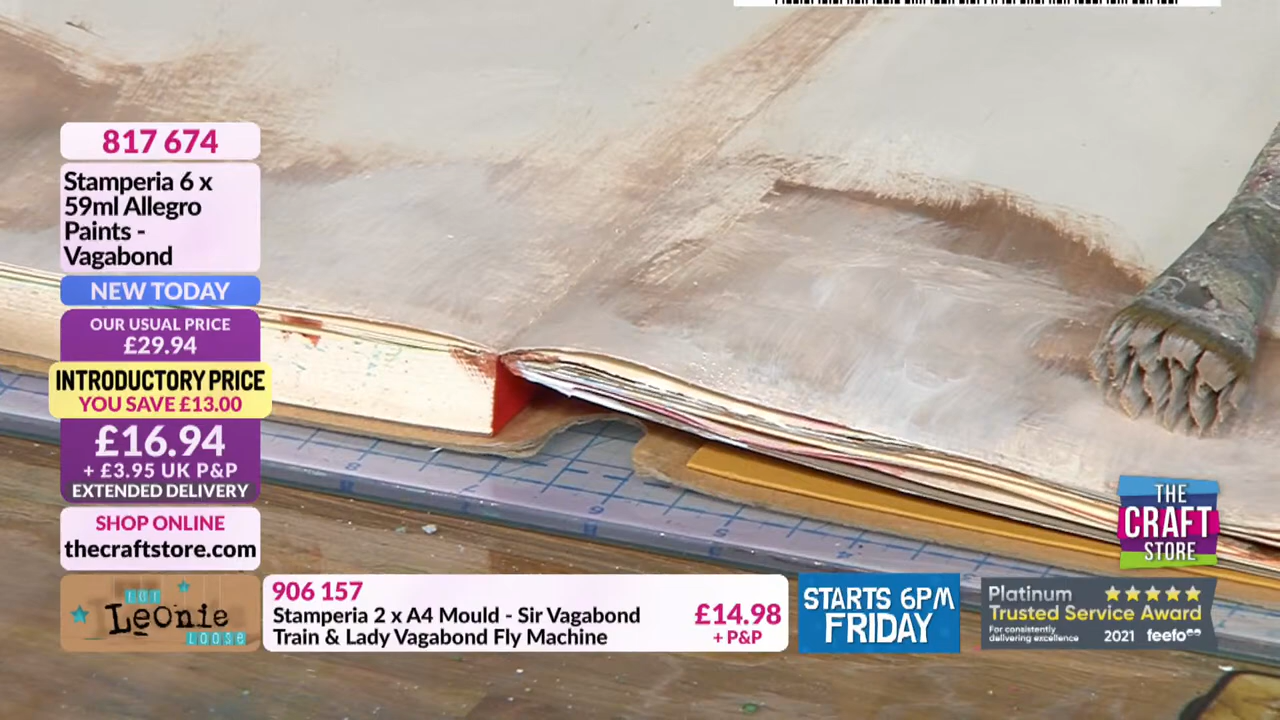 817 674
Stamperia 6 x
59ml Allegro
Paints -
Vagabond
NEW TODAY
OUR USUAL PRICE
£29.94
INTRODUCTORY PRICE
YOU SAVE £13.00
£16.94
+ £3.95 UK P&P
EXTENDED DELIVERY
SHOP ONLINE
thecraftstore.com
LET
Leonie
LOOSE
906 157
Stamperia 2 x A4 Mould - Sir Vagabond
Train & Lady Vagabond Fly Machine
£14.98
+ P&P
STARTS 6PM
FRIDAY
THE
CRAFT
STORE
Platinum
Trusted Service Award
For consistently
delivering excellence
2021 feefo